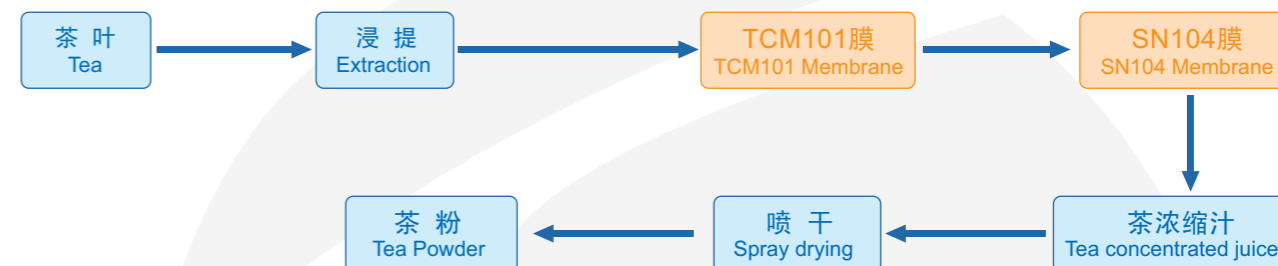 茶 叶
Tea
浸 提
Extraction
TCM101膜
TCM101 Membrane
SN104膜
SN104 Membrane
茶 粉
Tea Powder
喷 干
Spray drying
茶浓缩汁
Tea concentrated juice